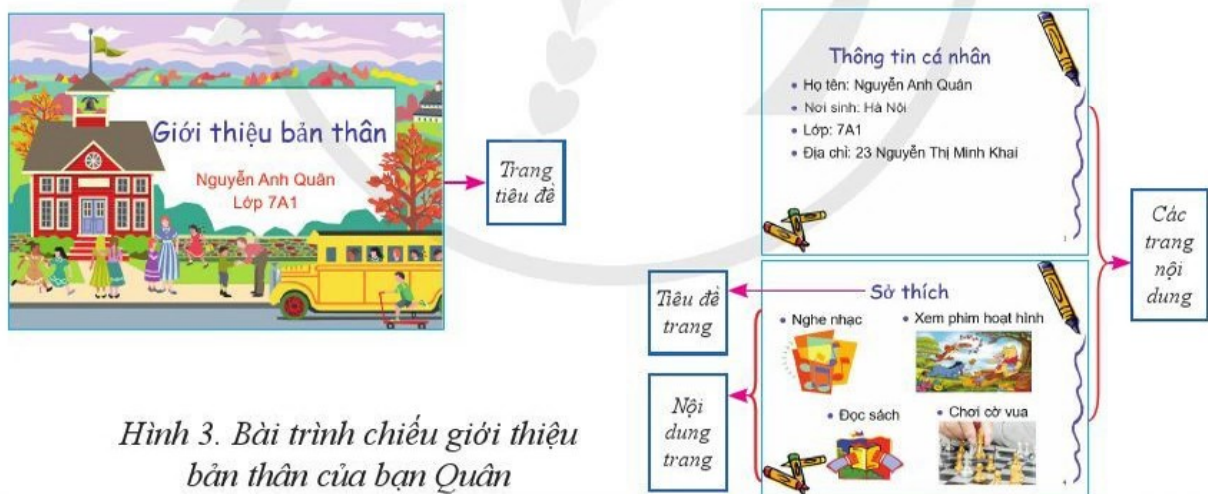 Giới thiệu bản thân
Nguyễn Anh Quân
Lớp 7A1
Trang
tiêu đề
Thông tin cá nhân
• Họ tên: Nguyễn Anh Quân
• Nơi sinh: Hà Nội
• Lớp: 7A1
• Địa chỉ: 23 Nguyễn Thị Minh Khai
Các
trang
nội
dung
Tiêu đề
trang
Sở thích
• Nghe nhạc
• Xem phim hoạt hình
• Đọc sách
• Chơi cờ vua
Nội
dung
trang
Hình 3. Bài trình chiếu giới thiệu
bản thân của bạn Quân